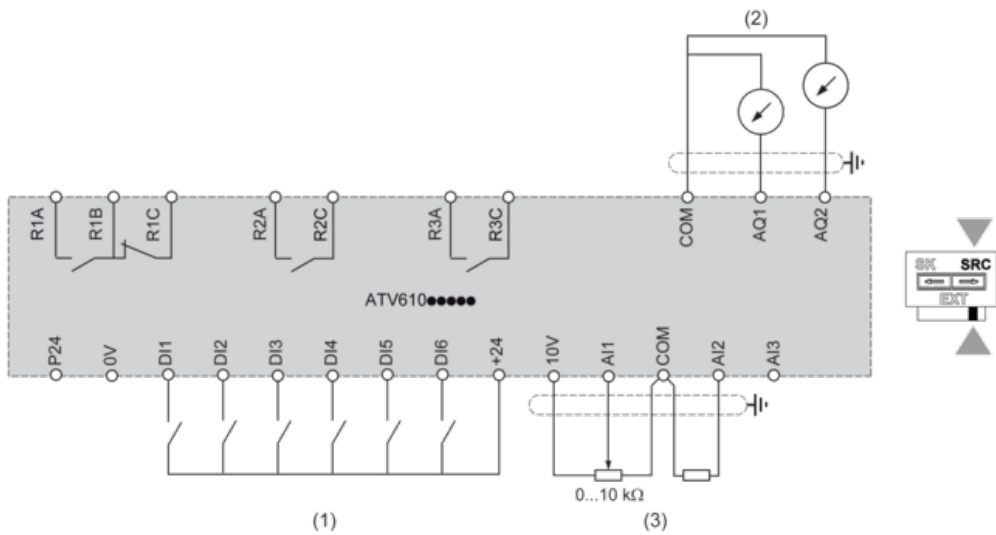 (2)
R1A
R1B
R1C
R2A
R2C
R3A
R3C
COM
AQ1
AQ2
SK SRC
EXT
ATV610●●●●●
P24
0V
DI1
DI2
DI3
DI4
DI5
DI6
+24
10V
AI1
COM
AI2
AI3
0...10 kΩ
(1)
(3)